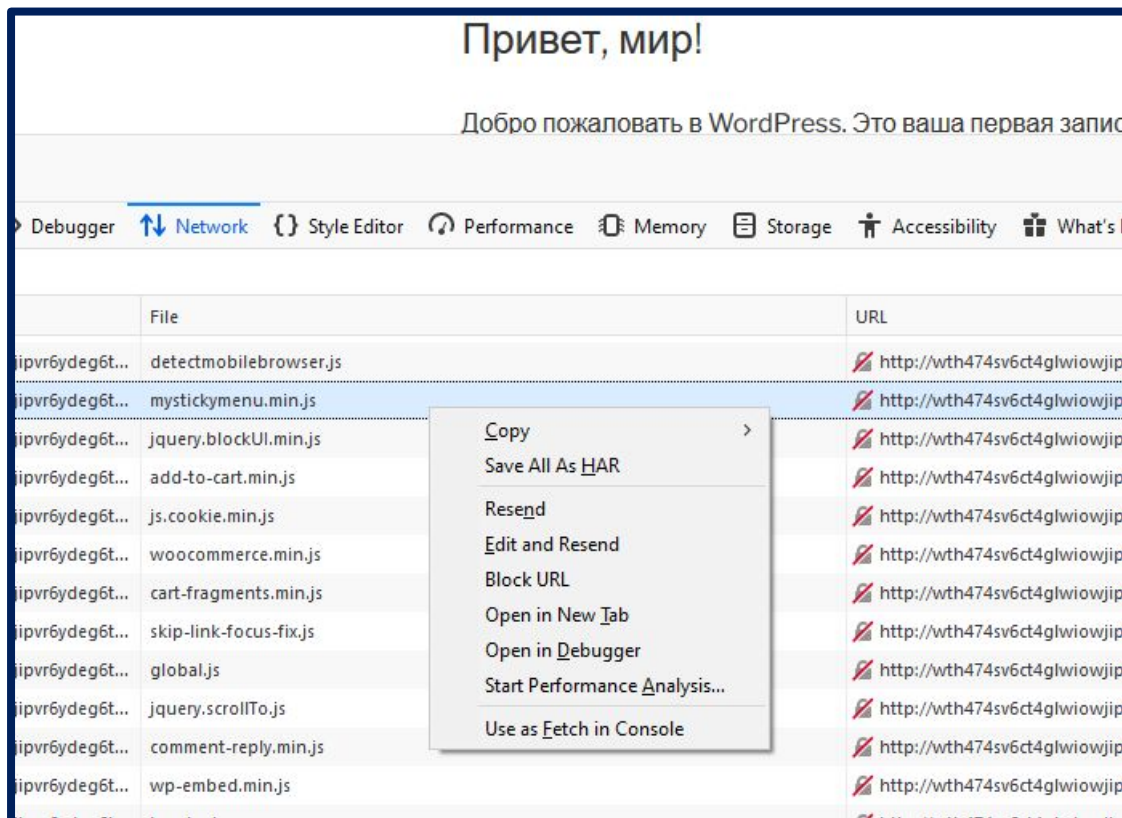 Привет, мир!
Добро пожаловать в WordPress. Это ваша первая запис
Debugger Network Style Editor Performance Memory Storage Accessibility What's
File URL
jipvr6ydeg6t... detectmobilebrowser.js http://wth474sv6ct4glwiowjip
jipvr6ydeg6t... mystickymenu.min.js http://wth474sv6ct4glwiowjip
jipvr6ydeg6t... jquery.blockUI.min.js http://wth474sv6ct4glwiowjip
jipvr6ydeg6t... add-to-cart.min.js http://wth474sv6ct4glwiowjip
jipvr6ydeg6t... js.cookie.min.js http://wth474sv6ct4glwiowjip
jipvr6ydeg6t... woocommerce.min.js http://wth474sv6ct4glwiowjip
jipvr6ydeg6t... cart-fragments.min.js http://wth474sv6ct4glwiowjip
jipvr6ydeg6t... skip-link-focus-fix.js http://wth474sv6ct4glwiowjip
jipvr6ydeg6t... global.js http://wth474sv6ct4glwiowjip
jipvr6ydeg6t... jquery.scrollTo.js http://wth474sv6ct4glwiowjip
jipvr6ydeg6t... comment-reply.min.js http://wth474sv6ct4glwiowjip
jipvr6ydeg6t... wp-embed.min.js http://wth474sv6ct4glwiowjip
Copy
Save All As HAR
Resend
Edit and Resend
Block URL
Open in New Tab
Open in Debugger
Start Performance Analysis...
Use as Fetch in Console